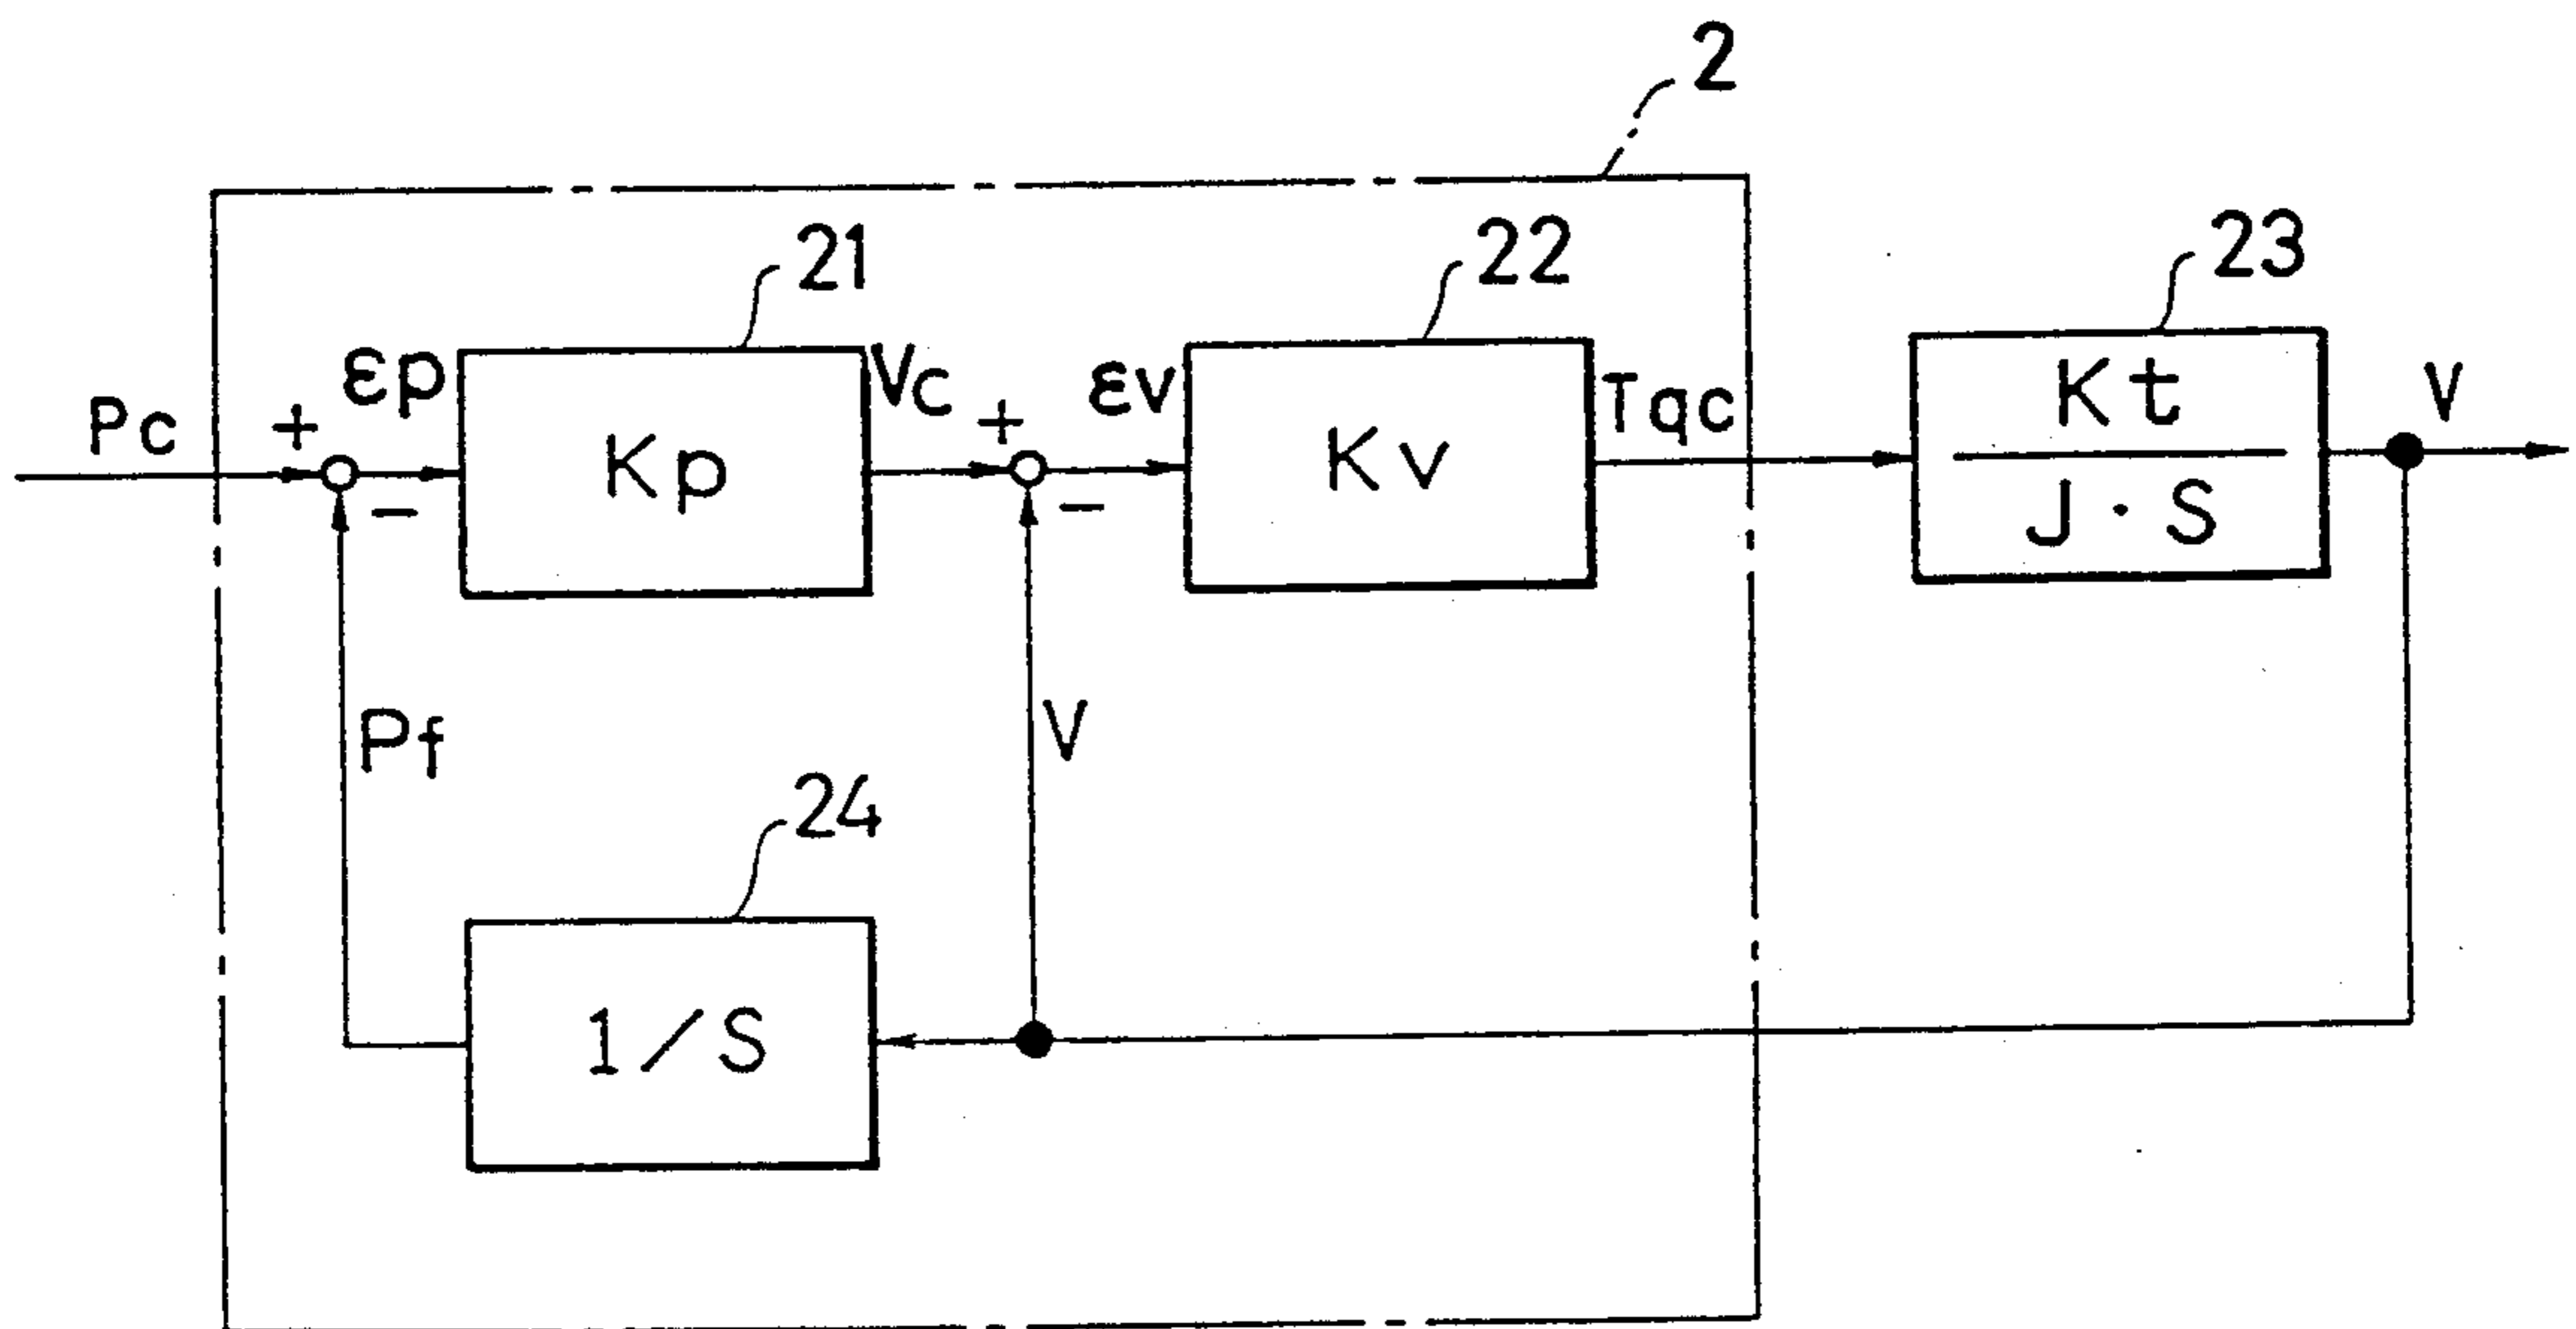 2
21
22
23
Pc
+
εp
Kp
Vc
+
εv
Kv
Tqc
Kt
J·S
V
−
−
Pf
V
24
1/S